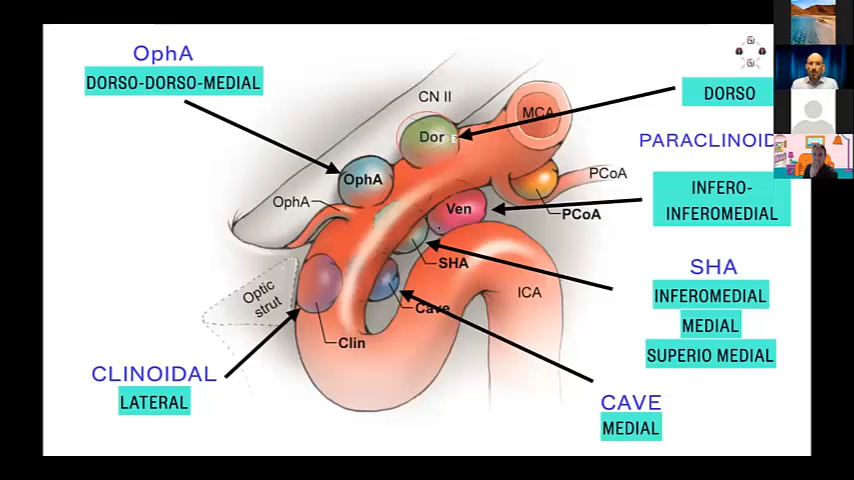 OphA
DORSO-DORSO-MEDIAL
CN II
MCA
DORSO
Dor
PARACLINOID
OphA
PCoA
INFERO-
INFEROMEDIAL
OphA
Ven
PCoA
SHA
SHA
INFEROMEDIAL
MEDIAL
SUPERIO MEDIAL
Optic
strut
ICA
Cave
Clin
CLINOIDAL
LATERAL
CAVE
MEDIAL